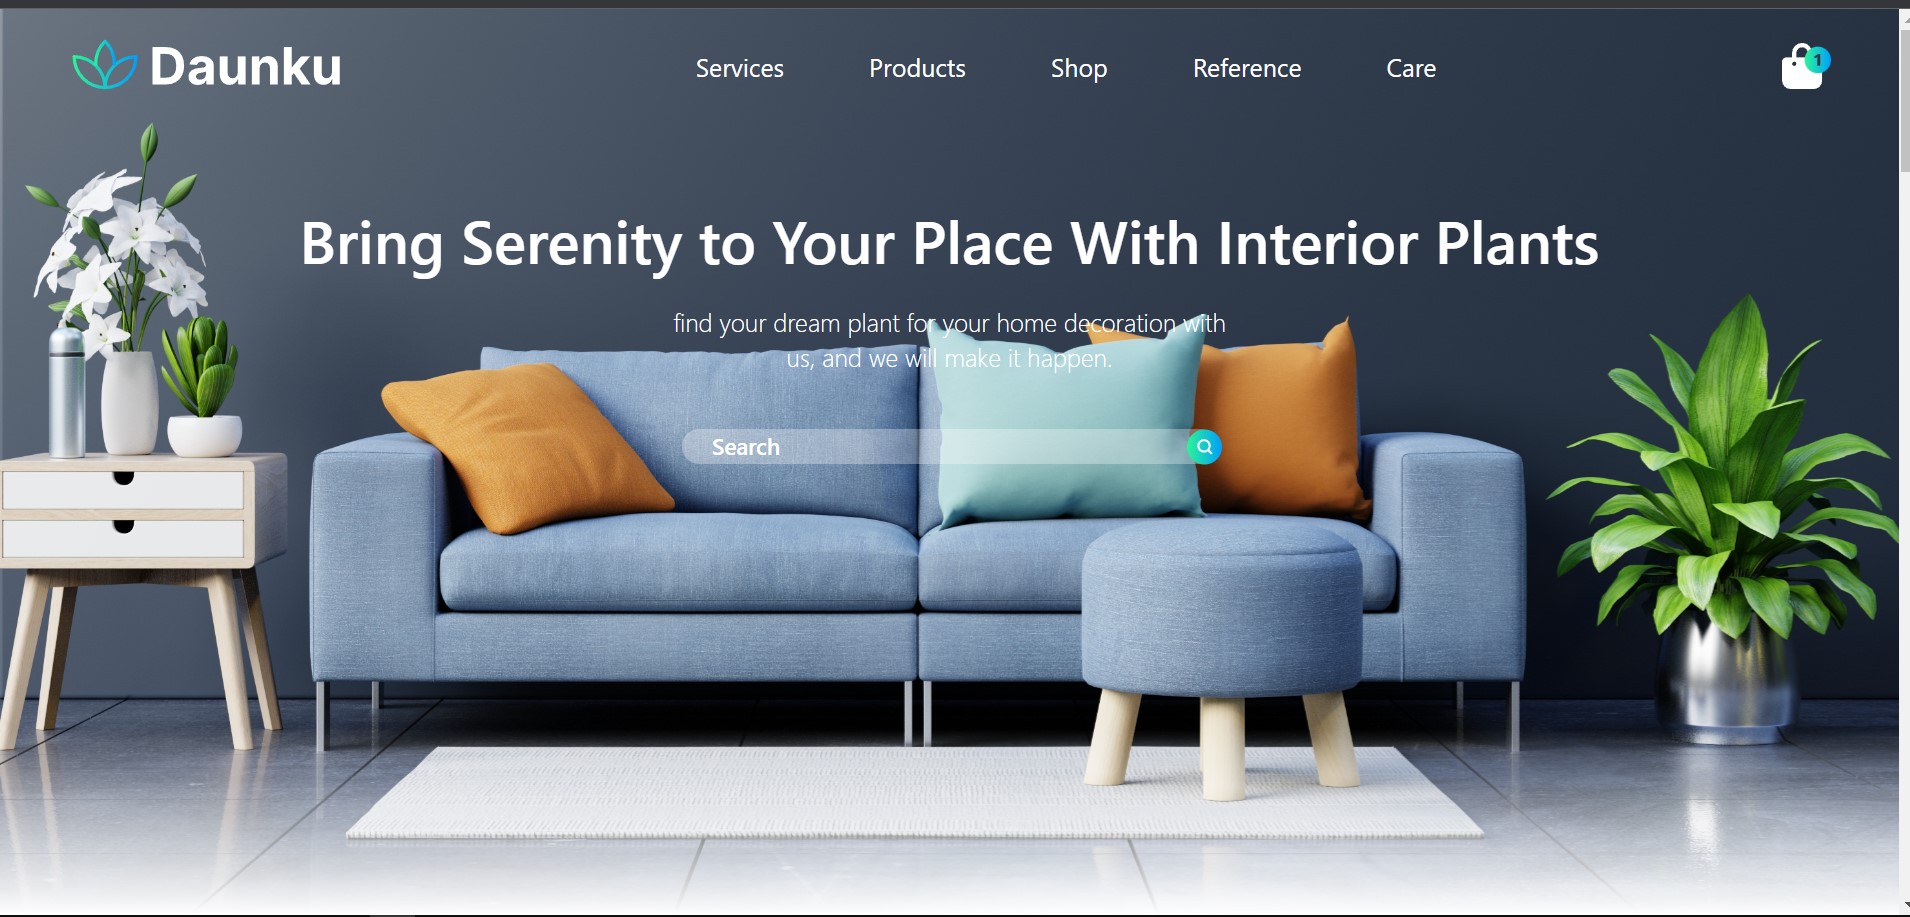 Daunku
Services
Products
Shop
Reference
Care
1
Bring Serenity to Your Place With Interior Plants
find your dream plant for your home decoration with
us, and we will make it happen.
Search